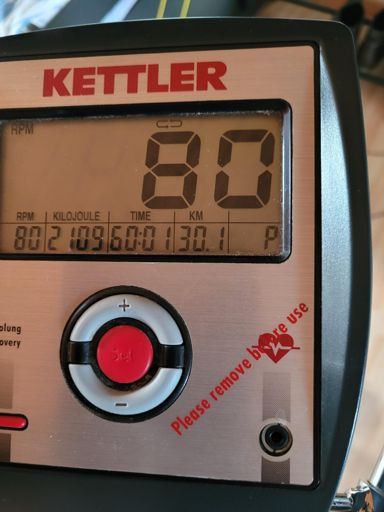 KETTLER
RPM
80
RPM KILOJOULE TIME KM
80 2109 60:01 30.1 P
olung
overy
+
Set
−
Please remove before use